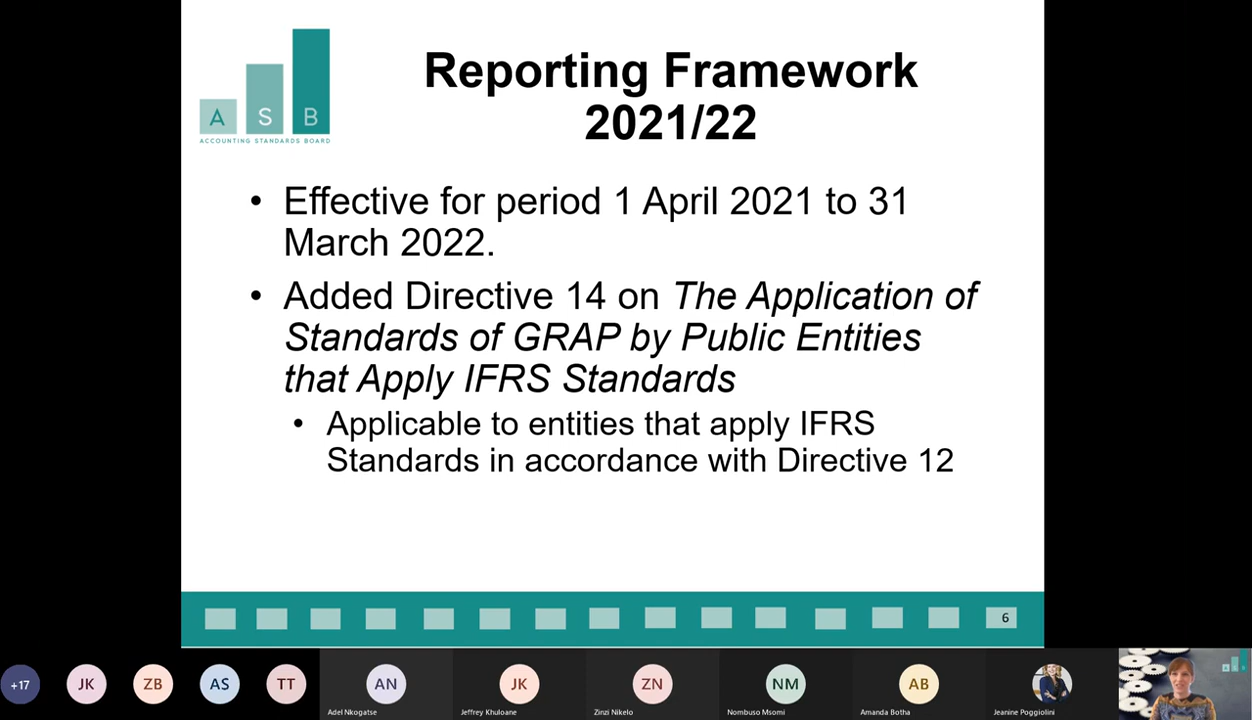 A S B
ACCOUNTING STANDARDS BOARD
Reporting Framework
2021/22
• Effective for period 1 April 2021 to 31
March 2022.
• Added Directive 14 on The Application of
Standards of GRAP by Public Entities
that Apply IFRS Standards
• Applicable to entities that apply IFRS
Standards in accordance with Directive 12
6
+17 JK ZB AS TT AN JK ZN NM AB
Adel Nkogatse Jeffrey Khuloane Zinzi Nikelo Nombuso Msomi Amanda Botha Jeanine Poggiolini